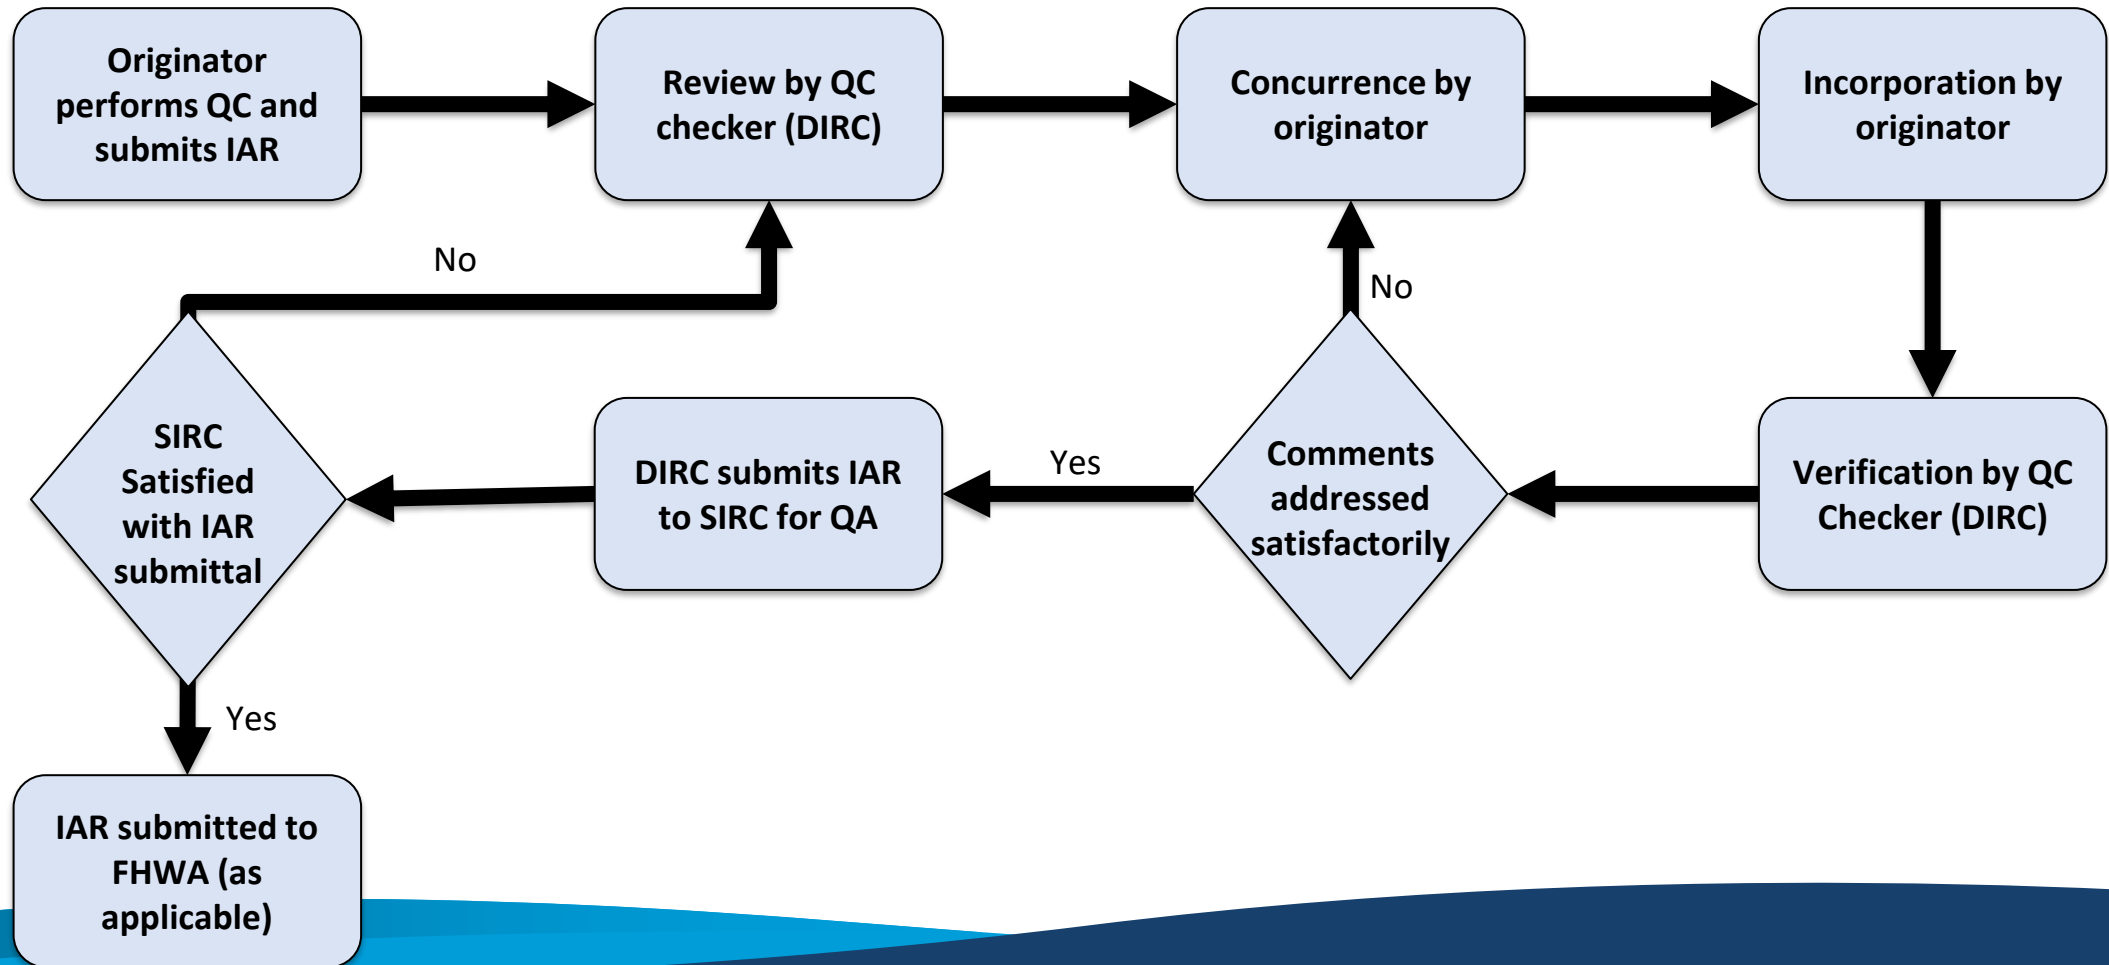 Originator
performs QC and
submits IAR
Review by QC
checker (DIRC)
Concurrence by
originator
Incorporation by
originator
No
No
SIRC
Satisfied
with IAR
submittal
DIRC submits IAR
to SIRC for QA
Yes
Comments
addressed
satisfactorily
Verification by QC
Checker (DIRC)
Yes
IAR submitted to
FHWA (as
applicable)